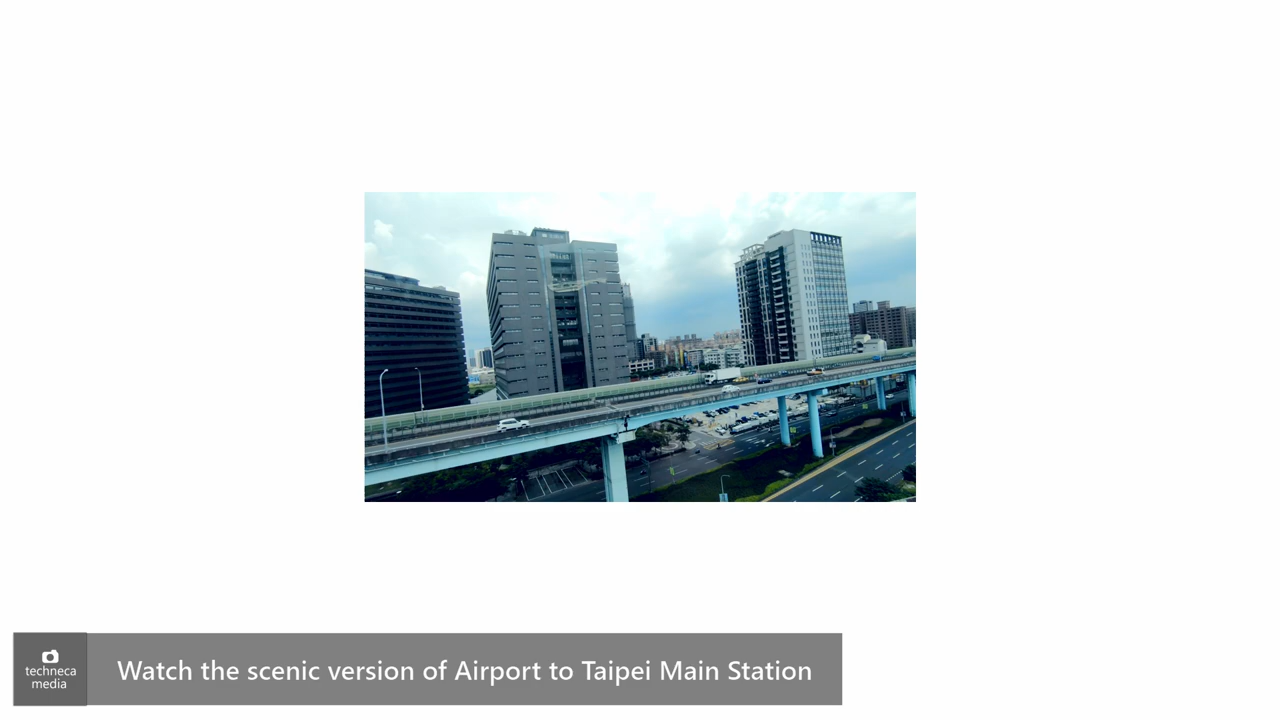 techneca
media
Watch the scenic version of Airport to Taipei Main Station